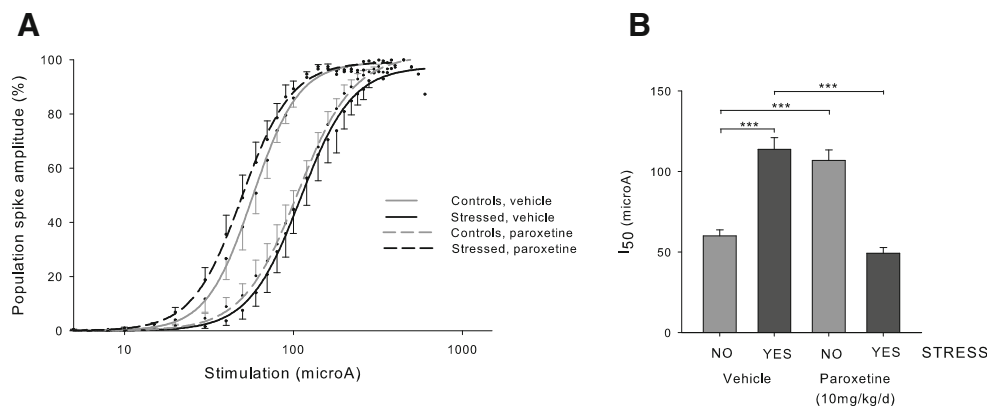 A
Population spike amplitude (%)
100
80
60
40
20
0
10
100
1000
Stimulation (microA)
Controls, vehicle
Stressed, vehicle
Controls, paroxetine
Stressed, paroxetine
B
I50 (microA)
150
100
50
0
***
***
***
NO YES NO YES STRESS
Vehicle Paroxetine
(10mg/kg/d)